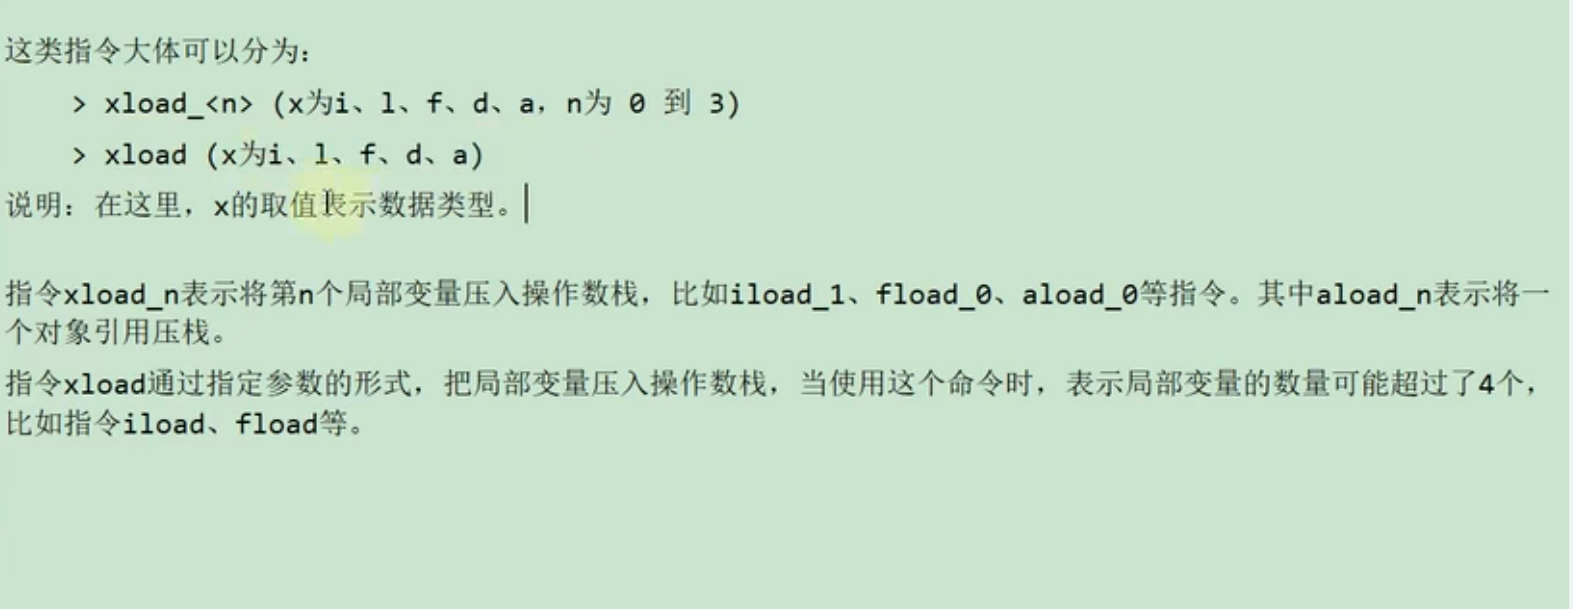 这类指令大体可以分为：
> xload_<n> (x为i、l、f、d、a，n为 0 到 3)
> xload (x为i、l、f、d、a)
说明：在这里，x的取值表示数据类型。
指令xload_n表示将第n个局部变量压入操作数栈，比如iload_1、fload_0、aload_0等指令。其中aload_n表示将一
个对象引用压栈。
指令xload通过指定参数的形式，把局部变量压入操作数栈，当使用这个命令时，表示局部变量的数量可能超过了4个，
比如指令iload、fload等。